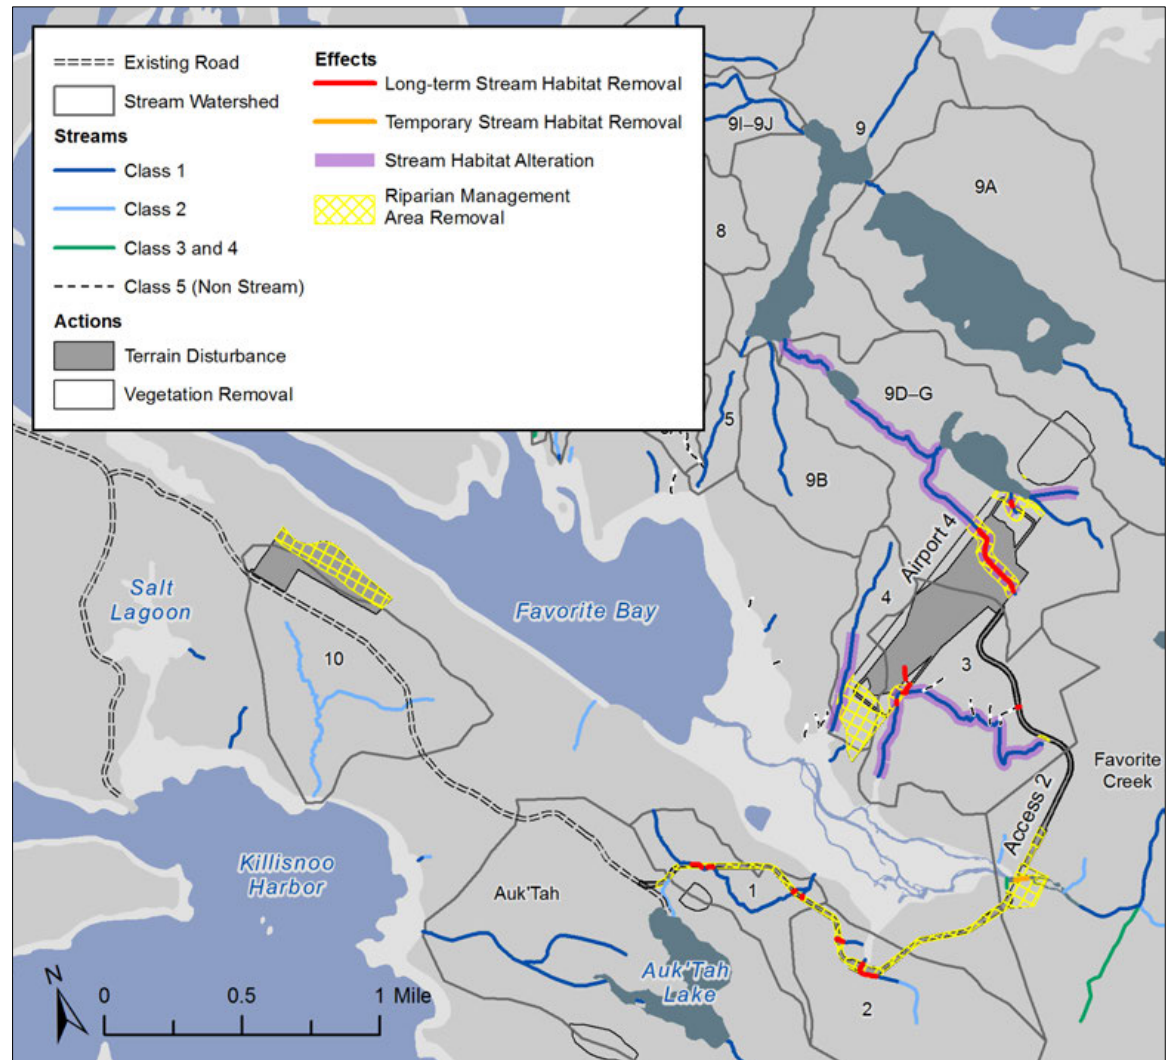 Existing Road
Stream Watershed
Streams
Class 1
Class 2
Class 3 and 4
Class 5 (Non Stream)
Actions
Terrain Disturbance
Vegetation Removal
Effects
Long-term Stream Habitat Removal
Temporary Stream Habitat Removal
Stream Habitat Alteration
Riparian Management
Area Removal
9I–9J
9
9A
8
9D–G
5
9B
Airport 4
4
3
Salt
Lagoon
Favorite Bay
10
Favorite
Creek
Access 2
Killisnoo
Harbor
Auk'Tah
1
Auk'Tah
Lake
2
N
0
0.5
1 Mile